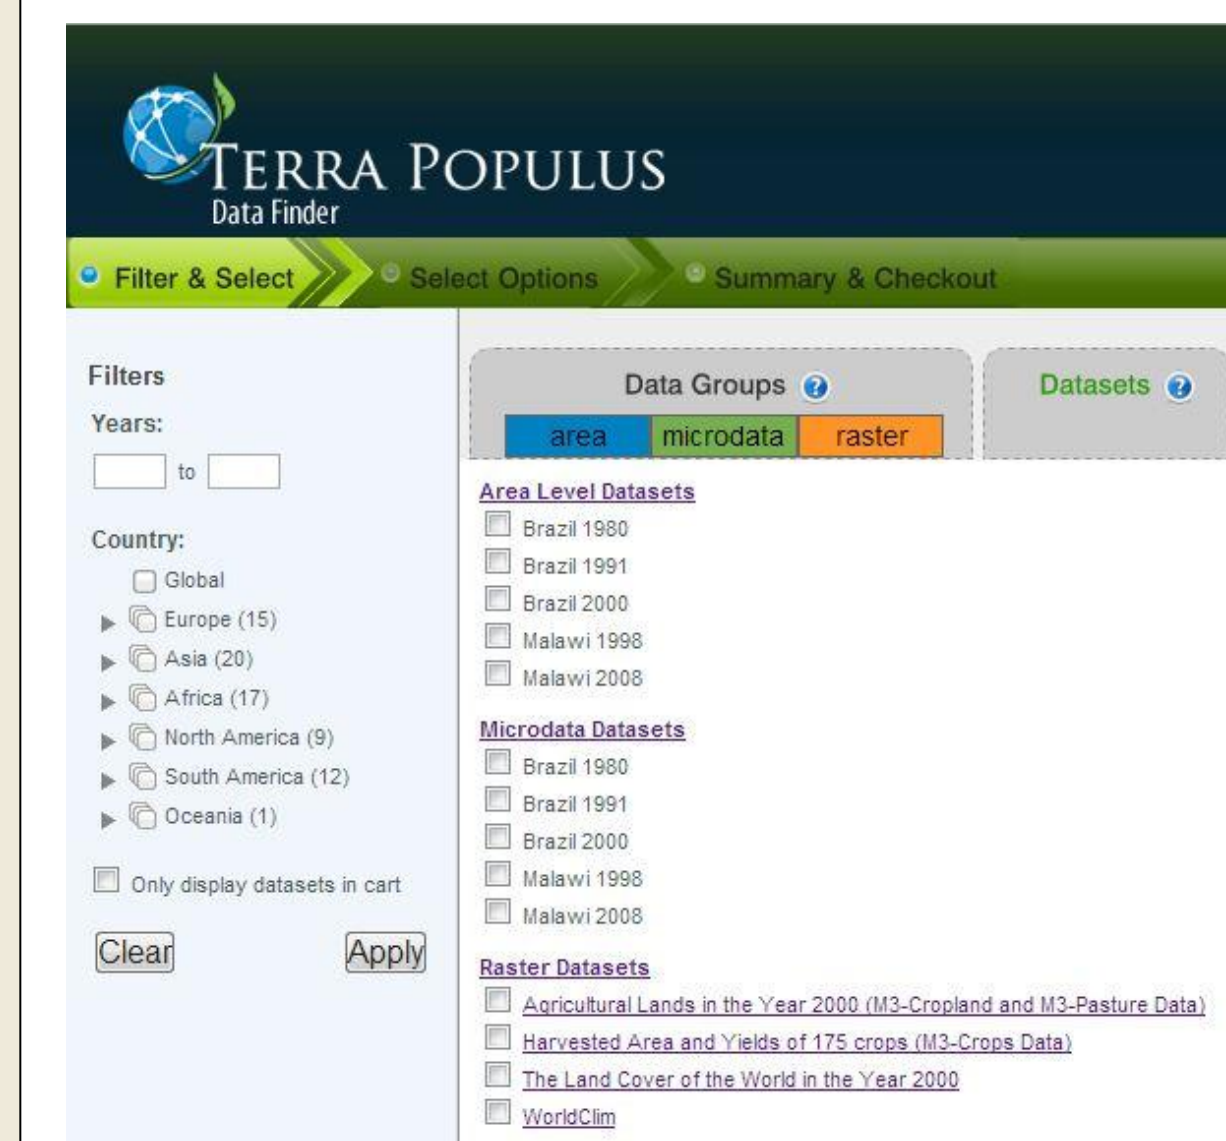 TERRA POPULUS
Data Finder
Filter & Select
Select Options
Summary & Checkout
Filters
Years:
to
Country:
Global
Europe (15)
Asia (20)
Africa (17)
North America (9)
South America (12)
Oceania (1)
Only display datasets in cart
Clear
Apply
Data Groups ?
area microdata raster
Datasets ?
Area Level Datasets
Brazil 1980
Brazil 1991
Brazil 2000
Malawi 1998
Malawi 2008
Microdata Datasets
Brazil 1980
Brazil 1991
Brazil 2000
Malawi 1998
Malawi 2008
Raster Datasets
Agricultural Lands in the Year 2000 (M3-Cropland and M3-Pasture Data)
Harvested Area and Yields of 175 crops (M3-Crops Data)
The Land Cover of the World in the Year 2000
WorldClim